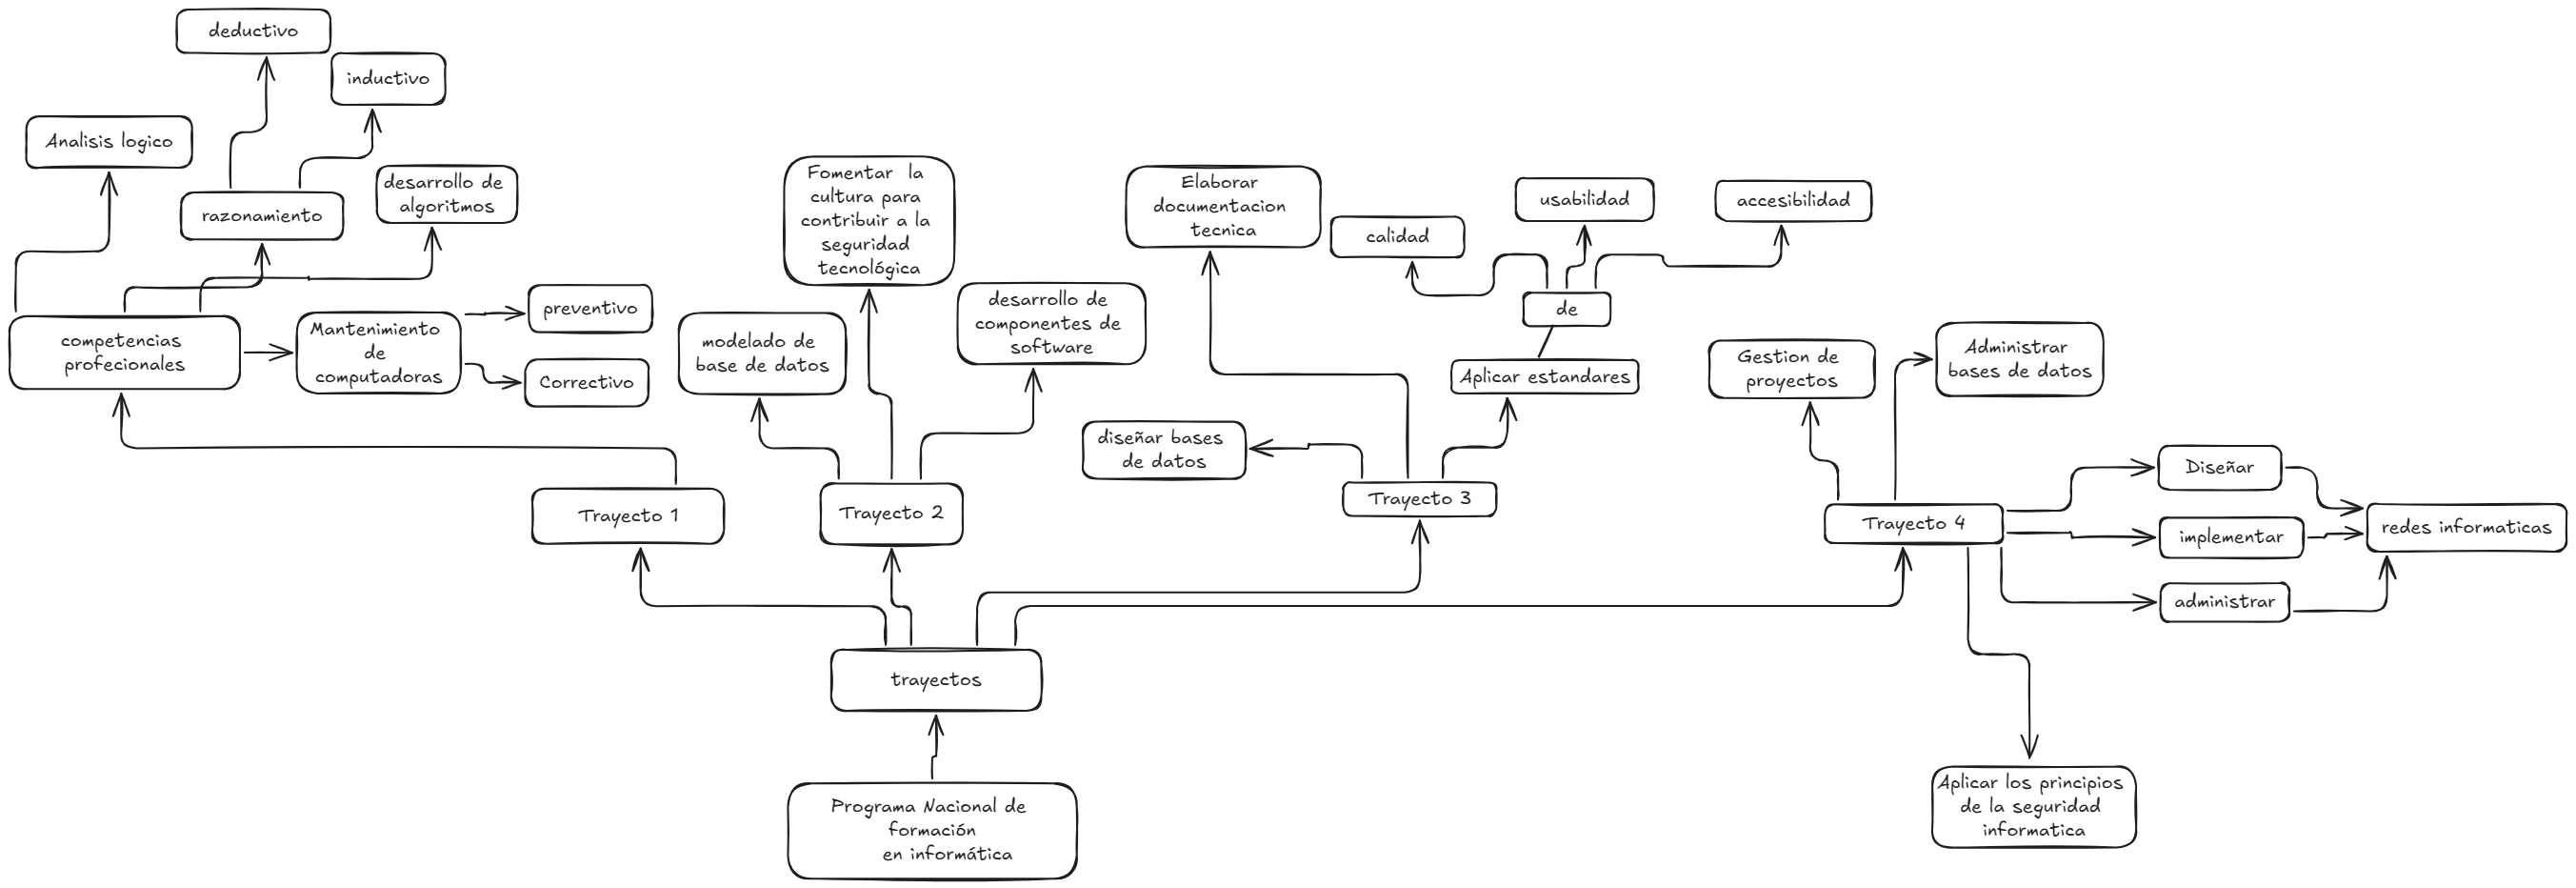 deductivo
inductivo
Analisis logico
razonamiento
desarrollo de
algoritmos
competencias
profecionales
Mantenimiento
de
computadoras
preventivo
Correctivo
Trayecto 1
Fomentar la
cultura para
contribuir a la
seguridad
tecnológica
modelado de
base de datos
desarrollo de
componentes de
software
Trayecto 2
Elaborar
documentacion
tecnica
calidad
usabilidad
accesibilidad
de
Aplicar estandares
diseñar bases
de datos
Trayecto 3
Gestion de
proyectos
Administrar
bases de datos
Trayecto 4
Diseñar
implementar
administrar
redes informaticas
Aplicar los principios
de la seguridad
informatica
trayectos
Programa Nacional de
formación
en informática